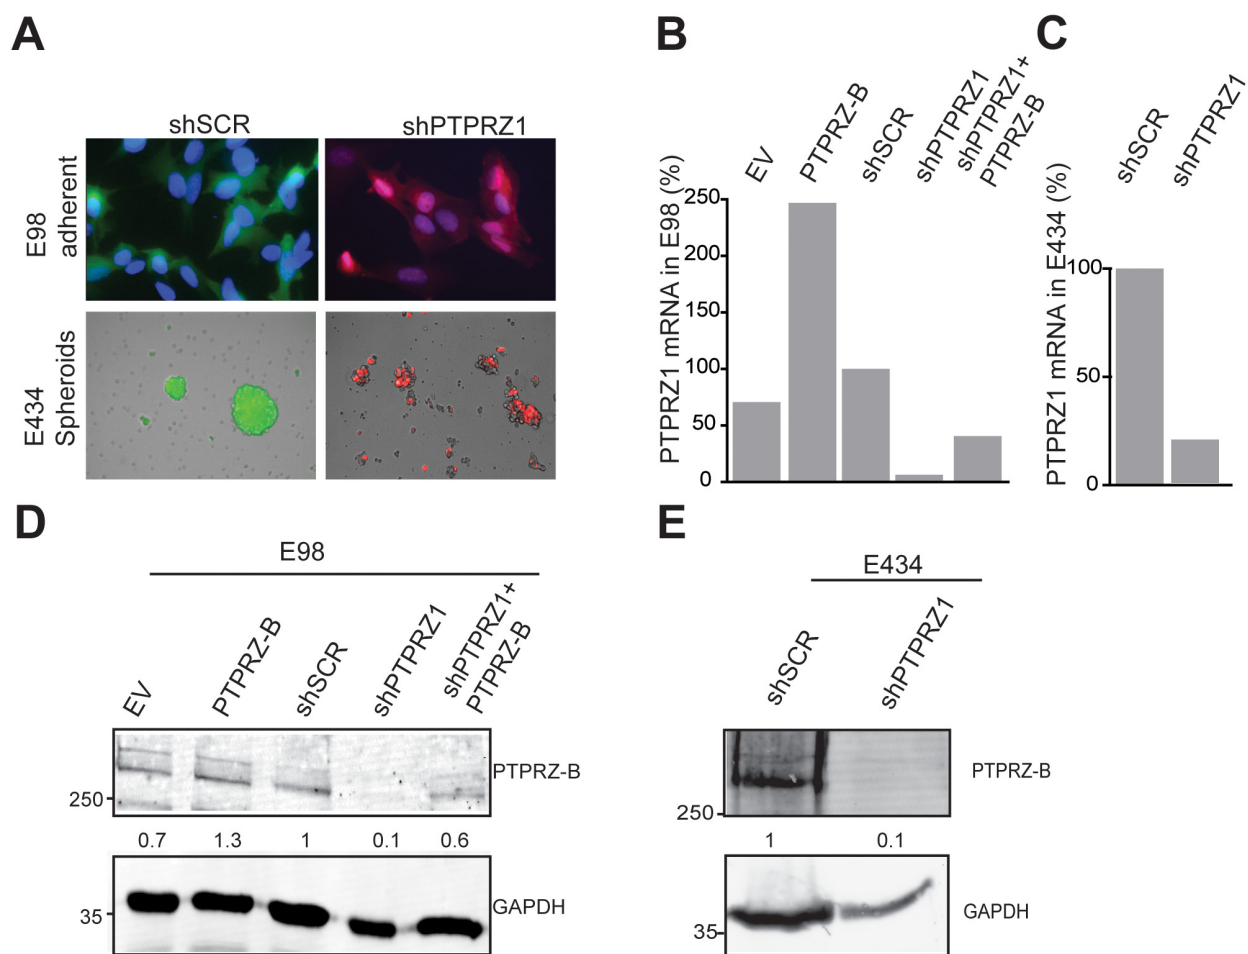 A
shSCR
shPTPRZ1
E98
adherent
E434
Spheroids
B
EV
PTPRZ-B
shSCR
shPTPRZ1
shPTPRZ1+
PTPRZ-B
PTPRZ1 mRNA in E98 (%)
250
200
150
100
50
0
C
shSCR
shPTPRZ1
PTPRZ1 mRNA in E434 (%)
100
50
0
D
E98
EV
PTPRZ-B
shSCR
shPTPRZ1
shPTPRZ1+
PTPRZ-B
PTPRZ-B
250
0.7 1.3 1 0.1 0.6
35
GAPDH
E
E434
shSCR
shPTPRZ1
PTPRZ-B
250
1 0.1
GAPDH
35